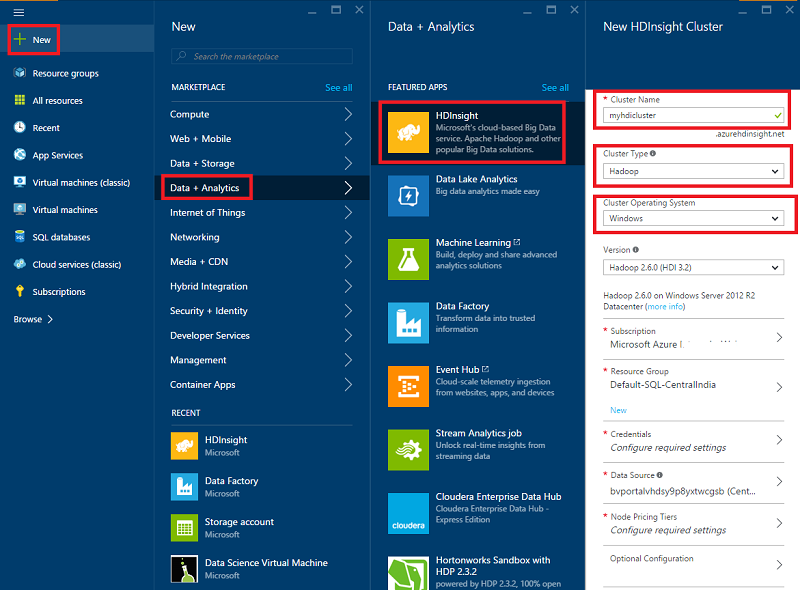 New
Resource groups
All resources
Recent
App Services
Virtual machines (classic)
Virtual machines
SQL databases
Cloud services (classic)
Subscriptions
Browse
New
Search the marketplace
MARKETPLACE
See all
Compute
Web + Mobile
Data + Storage
Data + Analytics
Internet of Things
Networking
Media + CDN
Hybrid Integration
Security + Identity
Developer Services
Management
Container Apps
RECENT
HDInsight
Microsoft
Data Factory
Microsoft
Storage account
Microsoft
Data Science Virtual Machine
Microsoft
Data + Analytics
FEATURED APPS
See all
HDInsight
Microsoft's cloud-based Big Data
service. Apache Hadoop and other
popular Big Data solutions.
Data Lake Analytics
Big data analytics made easy
Machine Learning
Build, deploy and share advanced
analytics solutions
Data Factory
Transform data into trusted
information
Event Hub
Cloud-scale telemetry ingestion
from websites, apps, and devices
Stream Analytics job
Unlock real-time insights from
streaming data
cloudera
Cloudera Enterprise Data Hub
Cloudera Enterprise Data Hub -
Express Edition
Hortonworks Sandbox with
HDP 2.3.2
powered by HDP 2.3.2, 100% open
New HDInsight Cluster
* Cluster Name
myhdicluster
.azurehdinsight.net
Cluster Type
Hadoop
Cluster Operating System
Windows
Version
Hadoop 2.6.0 (HDI 3.2)
Hadoop 2.6.0 on Windows Server 2012 R2
Datacenter (more info)
* Subscription
Microsoft Azure
* Resource Group
Default-SQL-CentralIndia
New
* Credentials
Configure required settings
* Data Source
bvportalvhdsy9p8yxtwcgsb (Cent...
* Node Pricing Tiers
Configure required settings
Optional Configuration